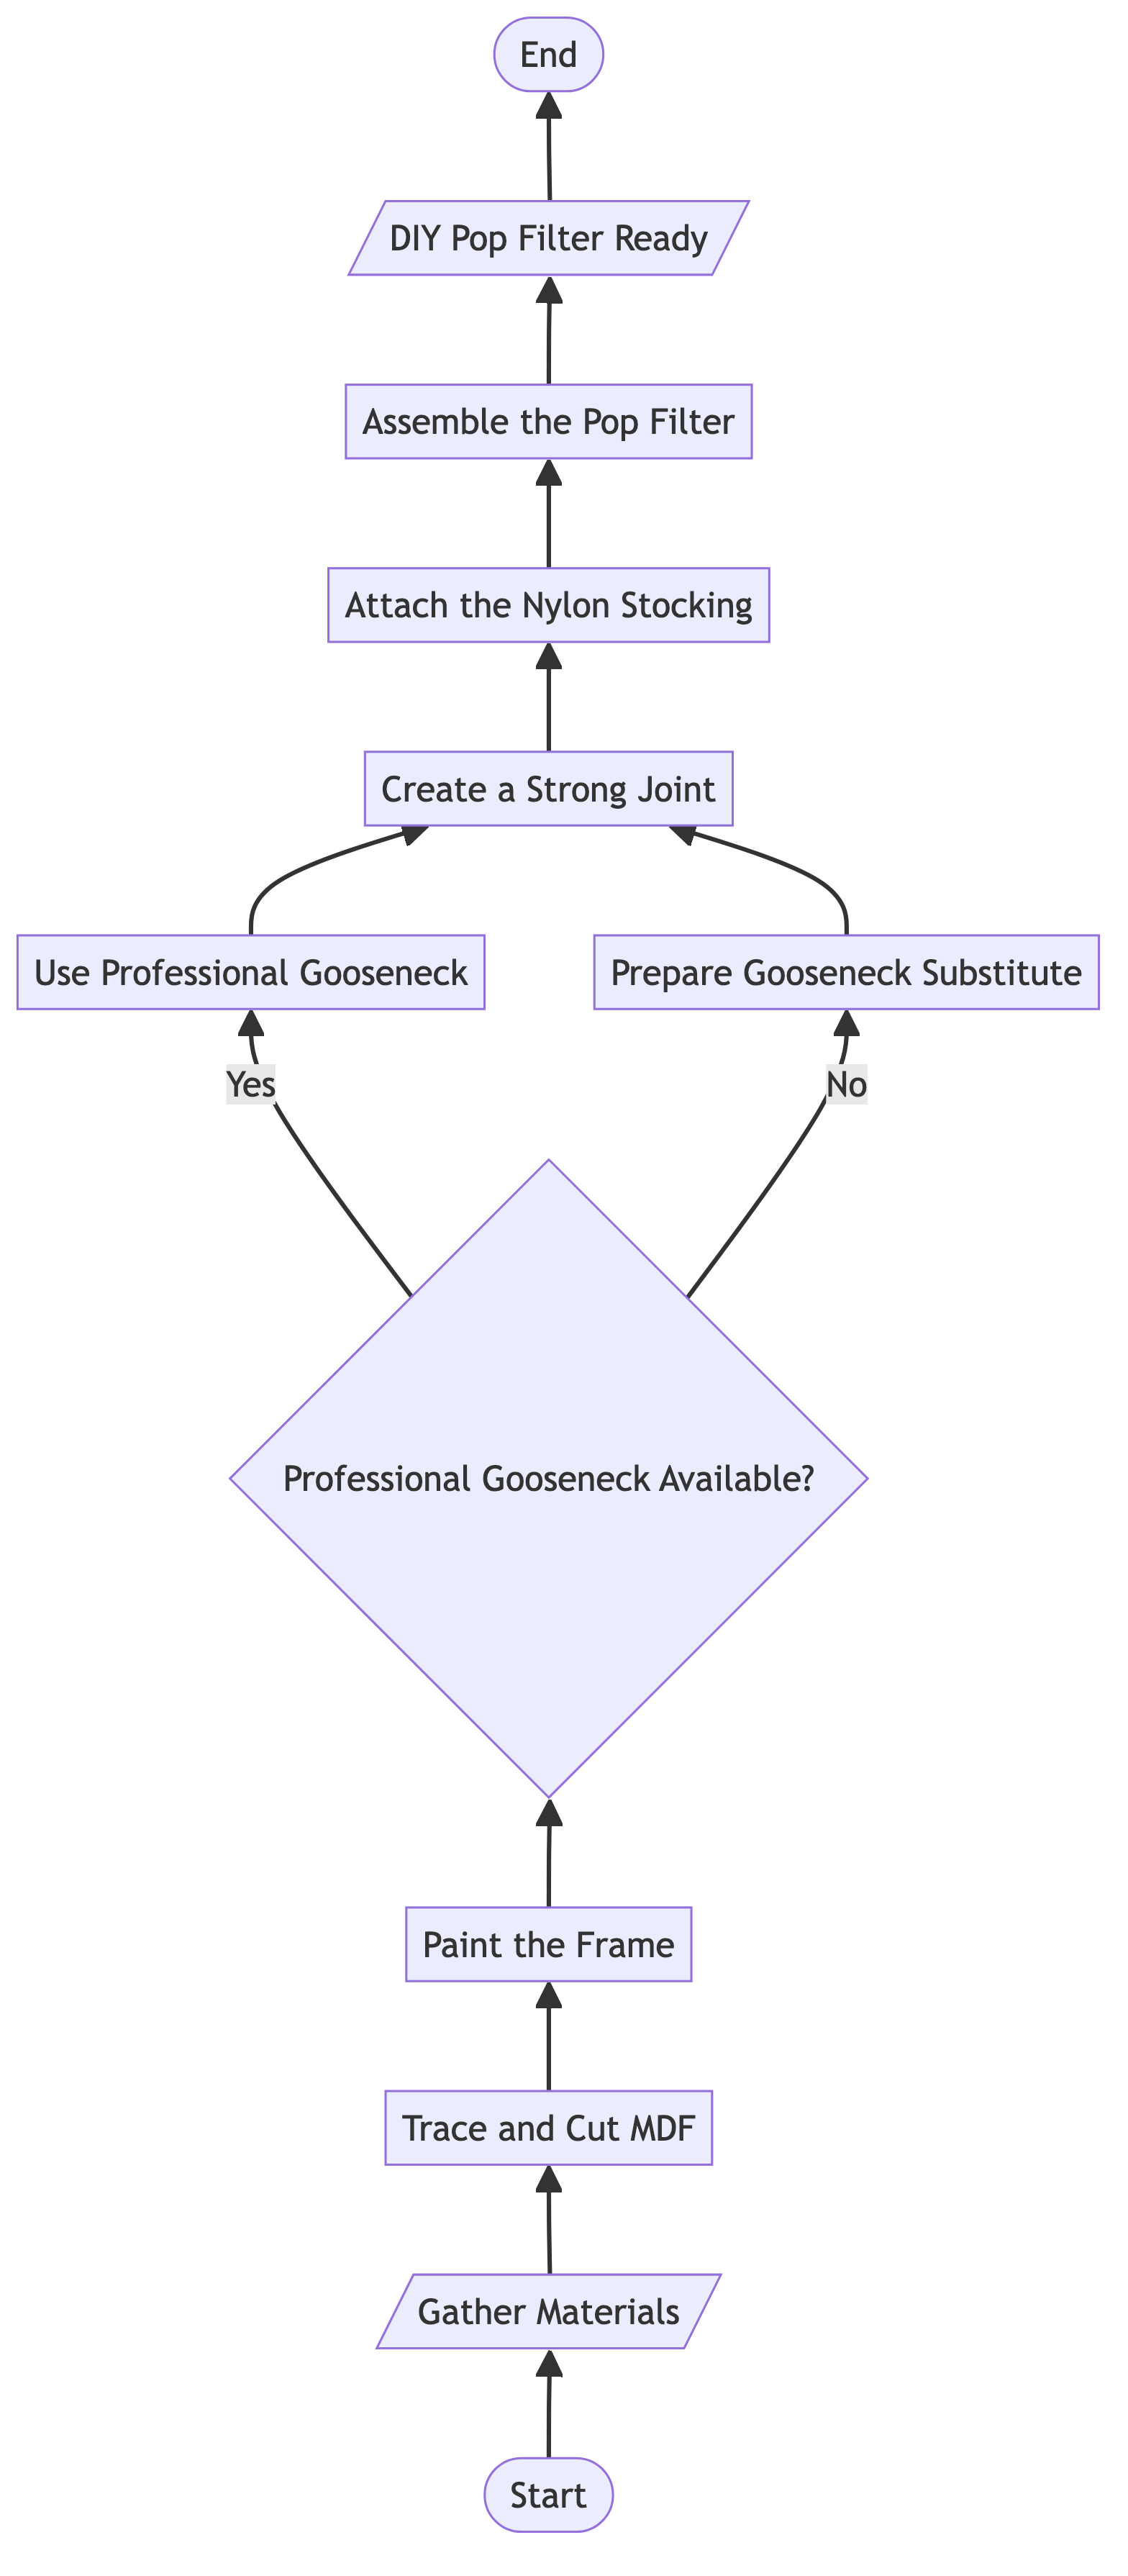 End
DIY Pop Filter Ready
Assemble the Pop Filter
Attach the Nylon Stocking
Create a Strong Joint
Use Professional Gooseneck
Prepare Gooseneck Substitute
Yes
No
Professional Gooseneck Available?
Paint the Frame
Trace and Cut MDF
Gather Materials
Start